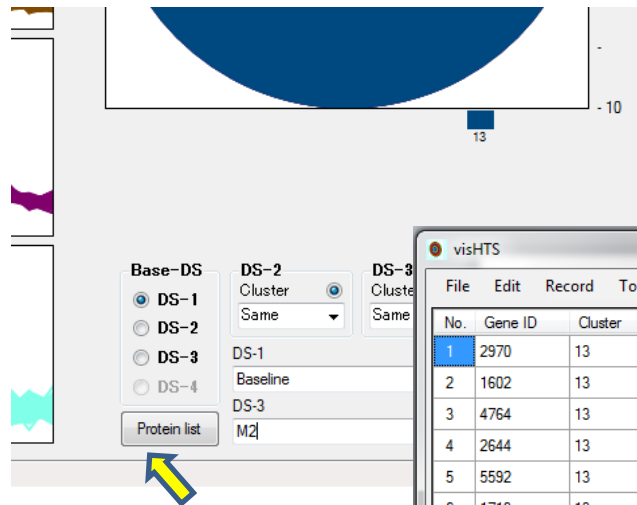 - 10
13
Base-DS
DS-1
DS-2
DS-3
DS-4
Protein list
DS-2
Cluster
Same
DS-3
Same
DS-1
Baseline
DS-3
M2
visHTS
File Edit Record
No. Gene ID Cluster
1 2970 13
2 1602 13
3 4764 13
4 2644 13
5 5592 13